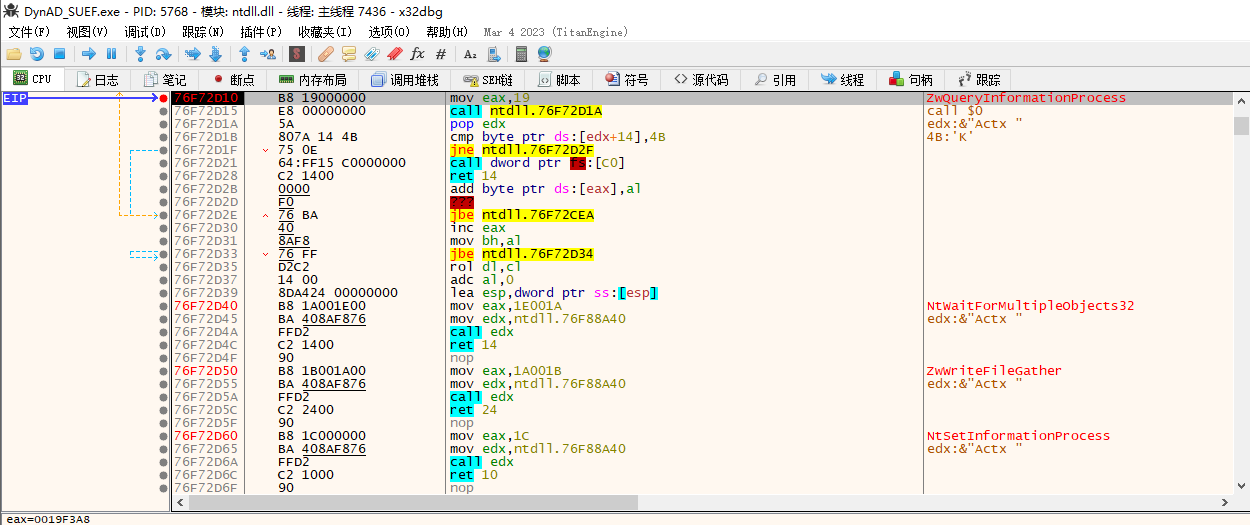 DynAD_SUEF.exe - PID: 5768 - 模块: ntdll.dll - 线程: 主线程 7436 - x32dbg
文件(F) 视图(V) 调试(D) 跟踪(N) 插件(P) 收藏夹(I) 选项(O) 帮助(H) Mar 4 2023 (TitanEngine)
CPU 日志 笔记 断点 内存布局 调用堆栈 SEH链 脚本 符号 源代码 引用 线程 句柄 跟踪
EIP 76F72D10 B8 19000000 mov eax,19 ZwQueryInformationProcess
76F72D15 E8 00000000 call ntdll.76F72D1A call $0
76F72D1A 5A pop edx edx:&"Actx "
76F72D1B 807A 14 4B cmp byte ptr ds:[edx+14],4B 4B:'K'
76F72D1F 75 0E jne ntdll.76F72D2F
76F72D21 64:FF15 C0000000 call dword ptr fs:[C0]
76F72D28 C2 1400 ret 14
76F72D2B 0000 add byte ptr ds:[eax],al
76F72D2D F0 ???
76F72D2E 76 BA jbe ntdll.76F72CEA
76F72D30 40 inc eax
76F72D31 8AF8 mov bh,al
76F72D33 76 FF jbe ntdll.76F72D34
76F72D35 D2C2 rol dl,cl
76F72D37 14 00 adc al,0
76F72D39 8DA424 00000000 lea esp,dword ptr ss:[esp]
76F72D40 B8 1A001E00 mov eax,1E001A NtWaitForMultipleObjects32
76F72D45 BA 408AF876 mov edx,ntdll.76F88A40 edx:&"Actx "
76F72D4A FFD2 call edx
76F72D4C C2 1400 ret 14
76F72D4F 90 nop
76F72D50 B8 1B001A00 mov eax,1A001B ZwWriteFileGather
76F72D55 BA 408AF876 mov edx,ntdll.76F88A40 edx:&"Actx "
76F72D5A FFD2 call edx
76F72D5C C2 2400 ret 24
76F72D5F 90 nop
76F72D60 B8 1C000000 mov eax,1C NtSetInformationProcess
76F72D65 BA 408AF876 mov edx,ntdll.76F88A40 edx:&"Actx "
76F72D6A FFD2 call edx
76F72D6C C2 1000 ret 10
76F72D6F 90 nop
eax=0019F3A8